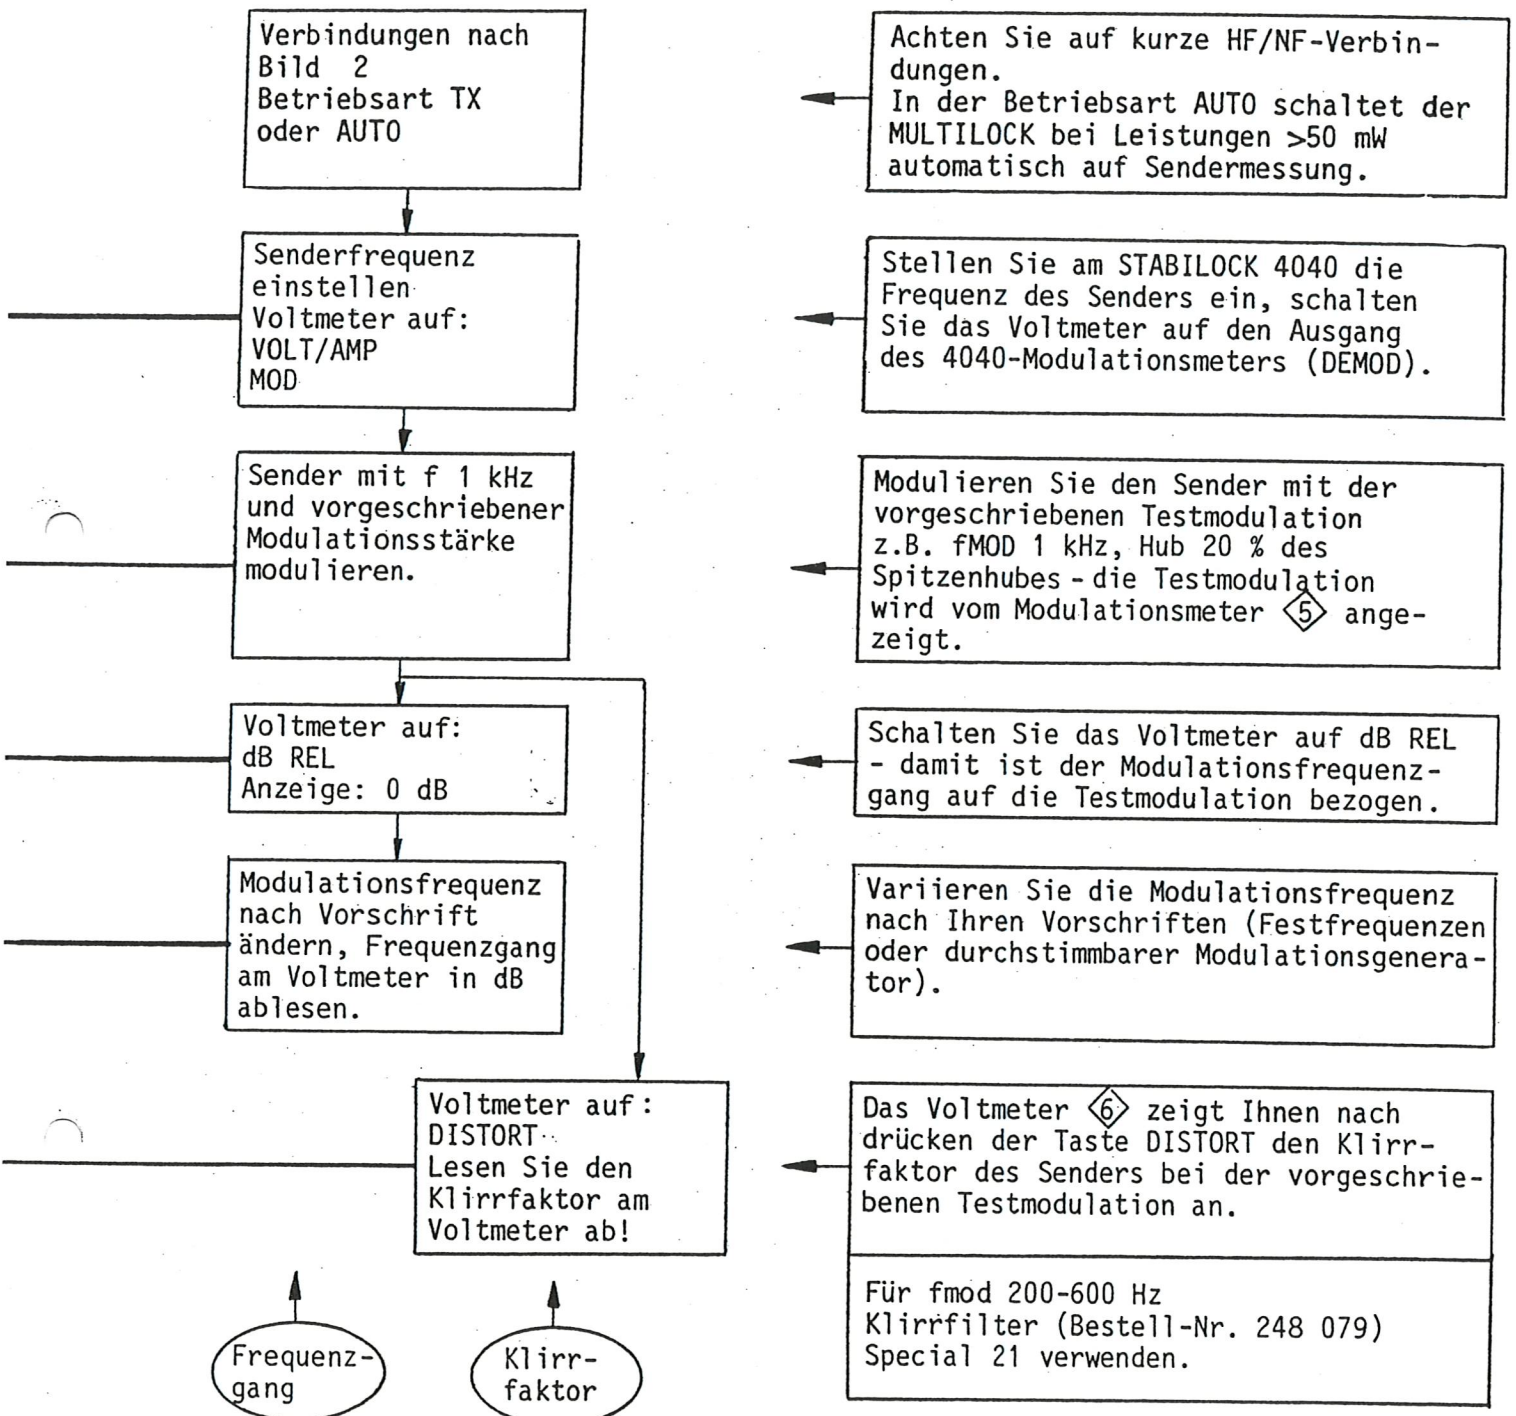 Verbindungen nach
Bild 2
Betriebsart TX
oder AUTO
Achten Sie auf kurze HF/NF-Verbin-
dungen.
In der Betriebsart AUTO schaltet der
MULTILOCK bei Leistungen >50 mW
automatisch auf Sendermessung.
Senderfrequenz
einstellen
Voltmeter auf:
VOLT/AMP
MOD
Stellen Sie am STABILOCK 4040 die
Frequenz des Senders ein, schalten
Sie das Voltmeter auf den Ausgang
des 4040-Modulationsmeters (DEMOD).
Sender mit f 1 kHz
und vorgeschriebener
Modulationsstärke
modulieren.
Modulieren Sie den Sender mit der
vorgeschriebenen Testmodulation
z.B. fMOD 1 kHz, Hub 20 % des
Spitzenhubes - die Testmodulation
wird vom Modulationsmeter 5 ange-
zeigt.
Voltmeter auf:
dB REL
Anzeige: 0 dB
Schalten Sie das Voltmeter auf dB REL
- damit ist der Modulationsfrequenz-
gang auf die Testmodulation bezogen.
Modulationsfrequenz
nach Vorschrift
ändern, Frequenzgang
am Voltmeter in dB
ablesen.
Variieren Sie die Modulationsfrequenz
nach Ihren Vorschriften (Festfrequenzen
oder durchstimmbarer Modulationsgenera-
tor).
Voltmeter auf:
DISTORT
Lesen Sie den
Klirrfaktor am
Voltmeter ab!
Das Voltmeter 6 zeigt Ihnen nach
drücken der Taste DISTORT den Klirr-
faktor des Senders bei der vorgeschrie-
benen Testmodulation an.
Für fmod 200-600 Hz
Klirrfilter (Bestell-Nr. 248 079)
Special 21 verwenden.
Frequenz-
gang
Klirr-
faktor